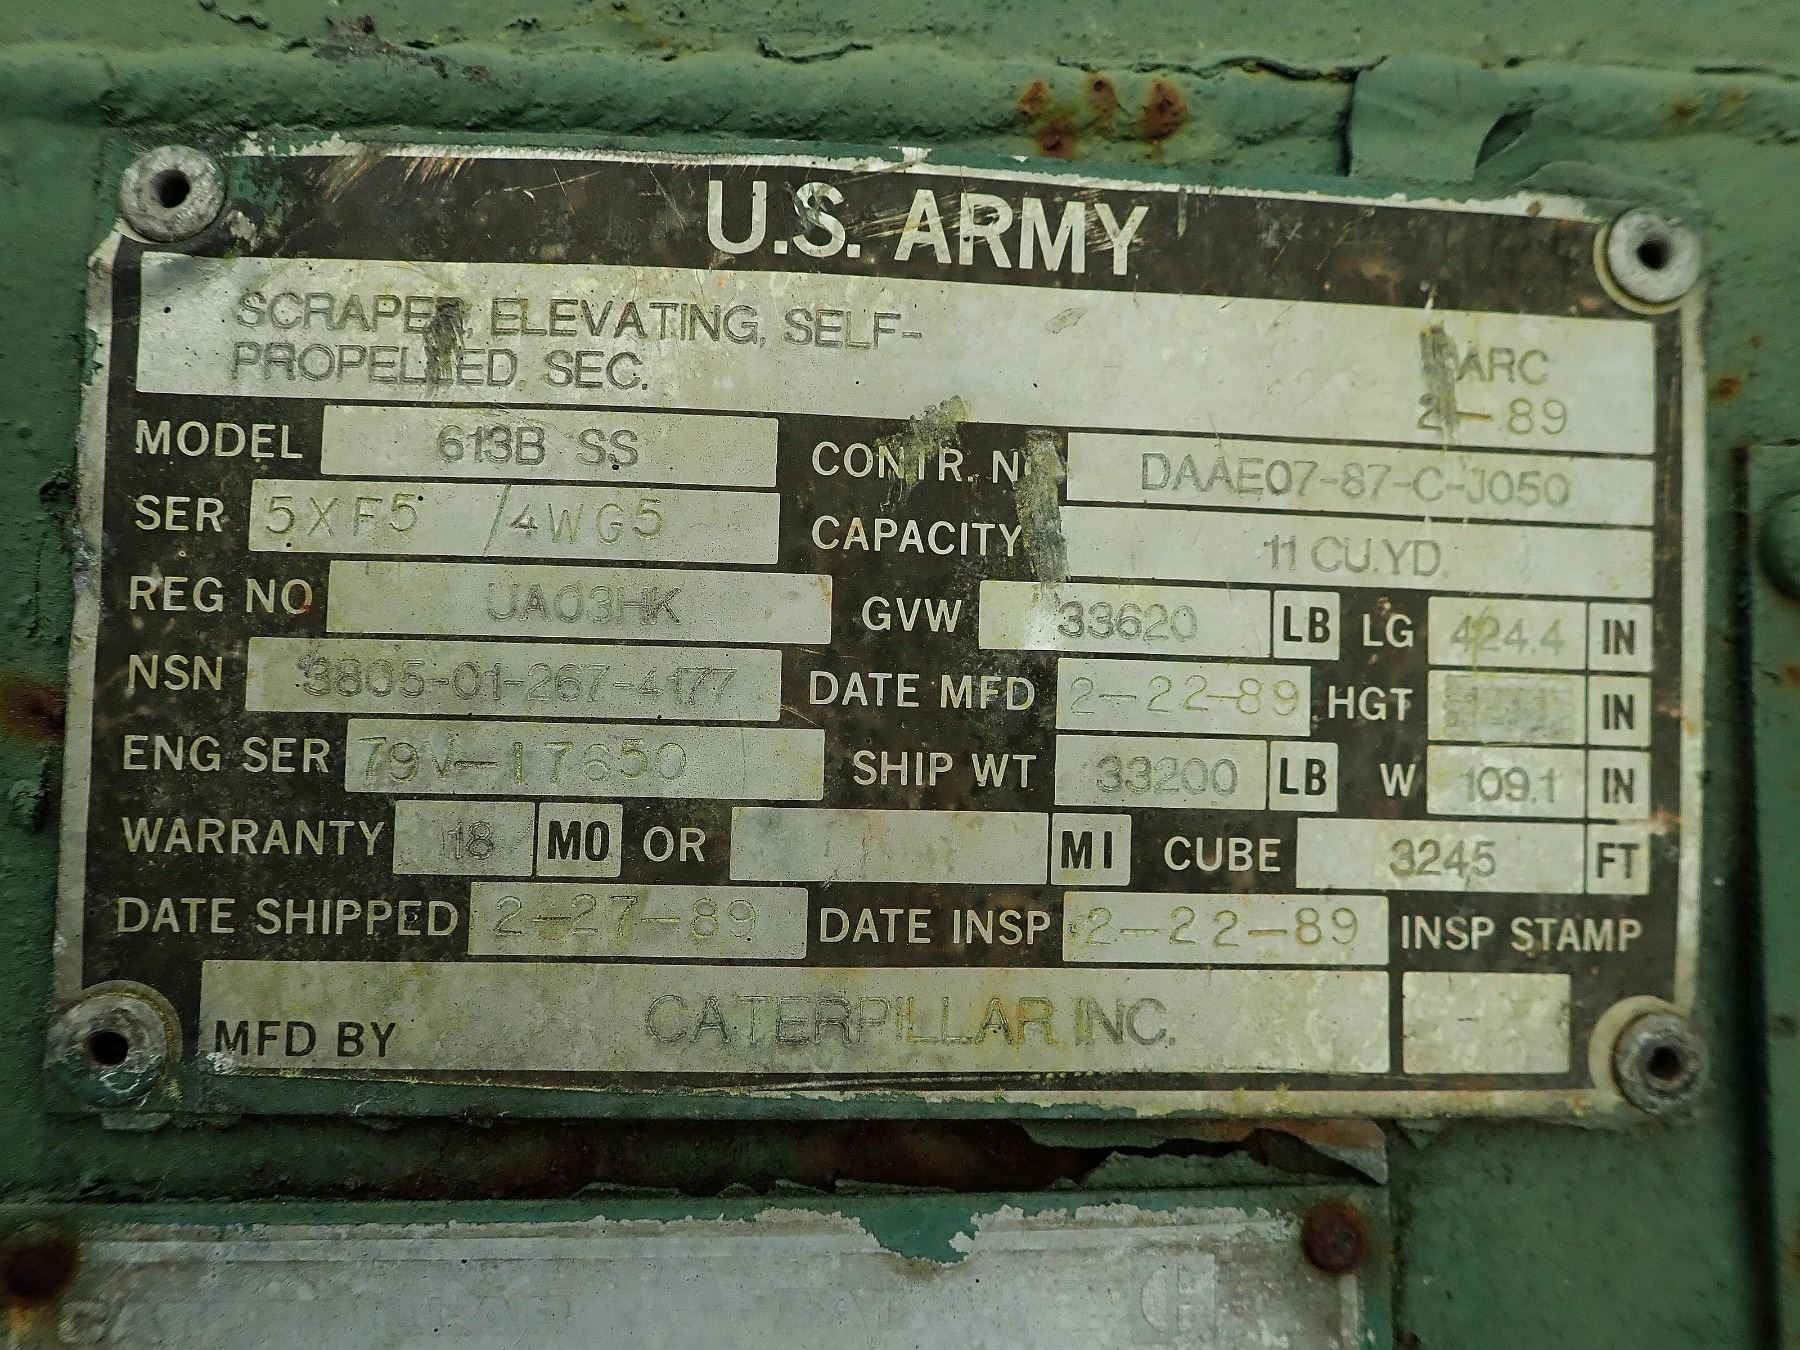 U.S. ARMY
SCRAPER, ELEVATING, SELF-
PROPELLED, SEC.
ARC
2-89
MODEL 613B SS
CONTR. NO DAAE07-87-C-J050
SER 5XF5 /4WG5
CAPACITY 11 CU.YD.
REG NO UA03HK
GVW 33620 LB LG 424.4 IN
NSN 3805-01-267-4177
DATE MFD 2-22-89 HGT IN
ENG SER 79V-17650
SHIP WT 33200 LB W 109.1 IN
WARRANTY 18 MO OR MI CUBE 3245 FT
DATE SHIPPED 2-27-89 DATE INSP 2-22-89 INSP STAMP
MFD BY CATERPILLAR INC.